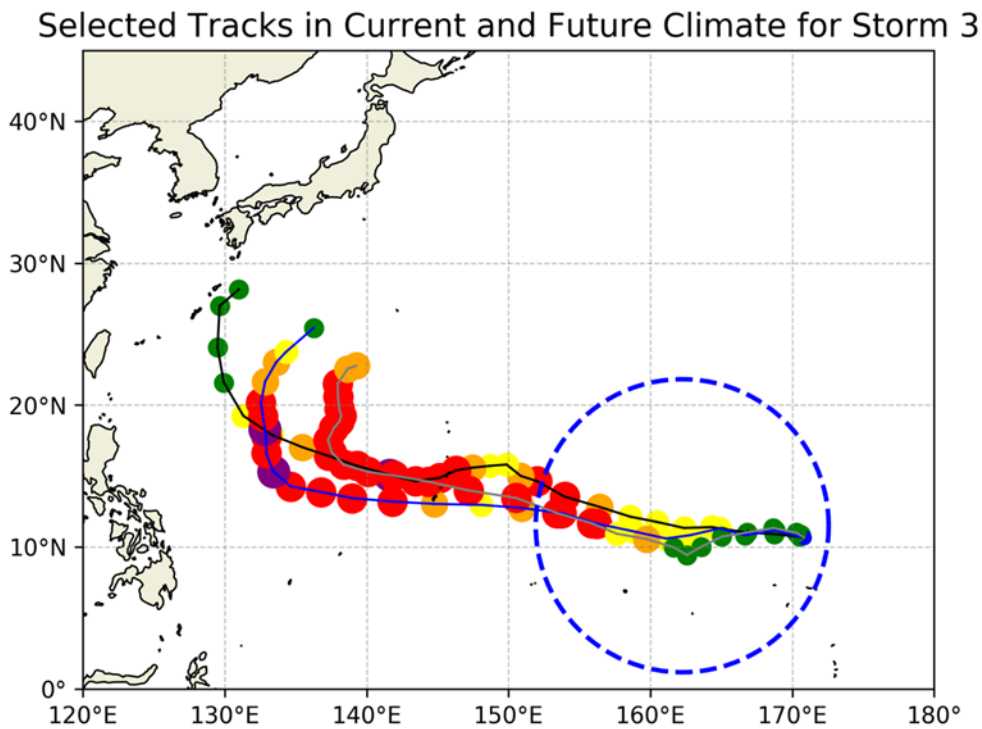 Selected Tracks in Current and Future Climate for Storm 3
40°N
30°N
20°N
10°N
0°
120°E 130°E 140°E 150°E 160°E 170°E 180°